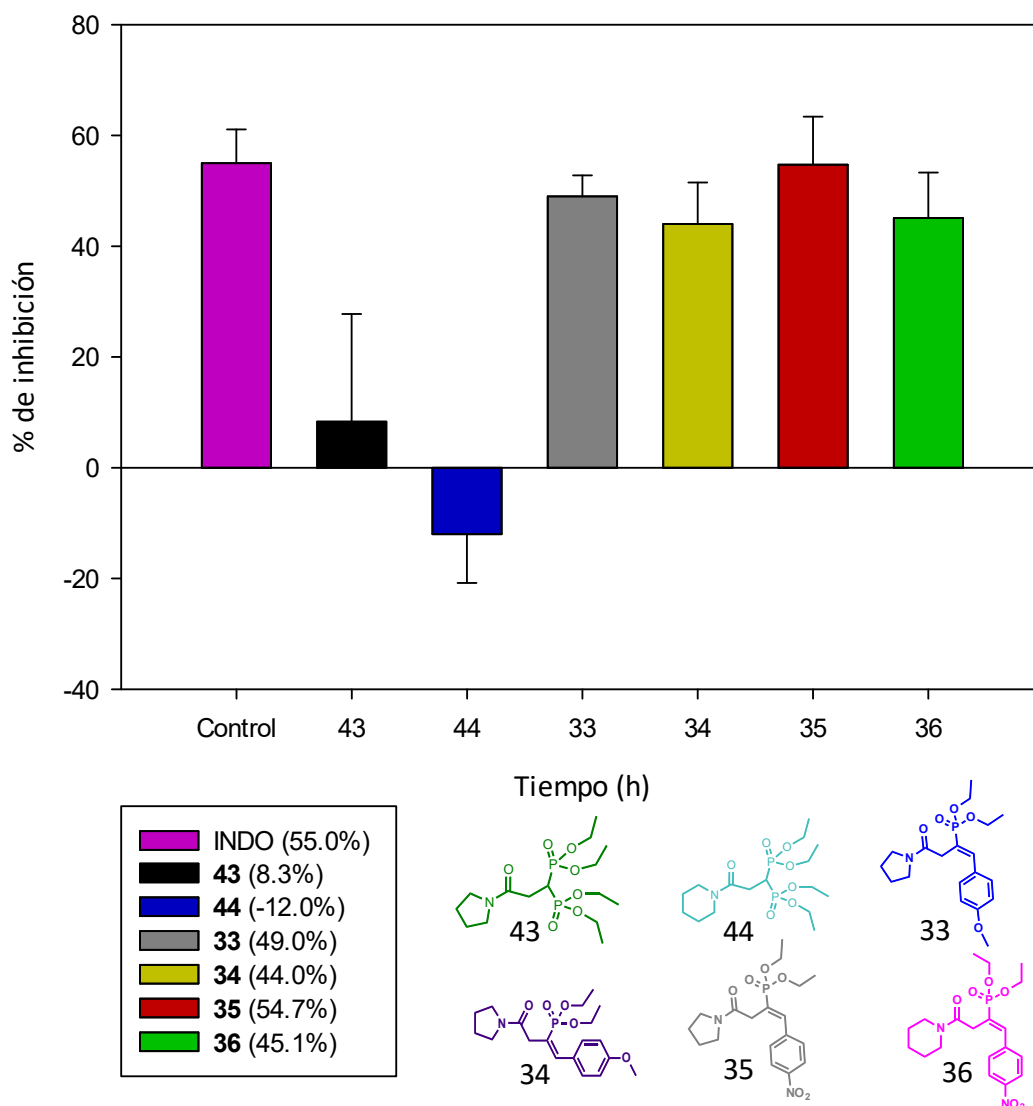 80
60
40
20
0
-20
-40
% de inhibición
Control 43 44 33 34 35 36
Tiempo (h)
INDO (55.0%)
43 (8.3%)
44 (-12.0%)
33 (49.0%)
34 (44.0%)
35 (54.7%)
36 (45.1%)
N O P O O O P O O O
43
N O P O O O P O O O
44
N O P O O O O
33
N O P O O O O
34
N O P O O O NO2
35
N O P O O O NO2
36